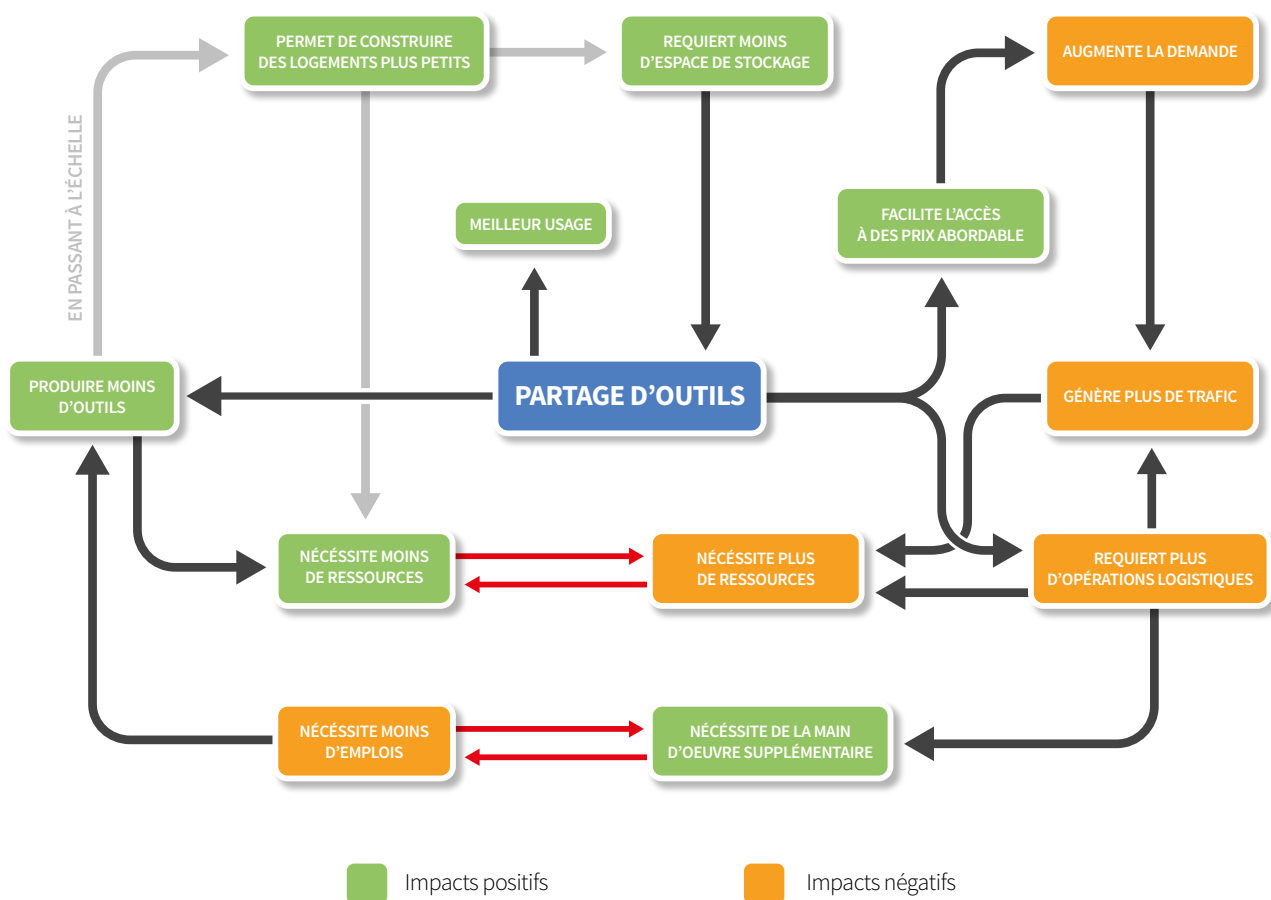 PERMET DE CONSTRUIRE
DES LOGEMENTS PLUS PETITS
REQUIERT MOINS
D'ESPACE DE STOCKAGE
AUGMENTE LA DEMANDE
EN PASSANT À L'ÉCHELLE
MEILLEUR USAGE
FACILITE L'ACCÈS
À DES PRIX ABORDABLE
PRODUIRE MOINS
D'OUTILS
PARTAGE D'OUTILS
GÉNÈRE PLUS DE TRAFIC
NÉCÉSSITE MOINS
DE RESSOURCES
NÉCÉSSITE PLUS
DE RESSOURCES
REQUIERT PLUS
D'OPÉRATIONS LOGISTIQUES
NÉCÉSSITE MOINS
D'EMPLOIS
NÉCÉSSITE DE LA MAIN
D'OEUVRE SUPPLÉMENTAIRE
Impacts positifs
Impacts négatifs